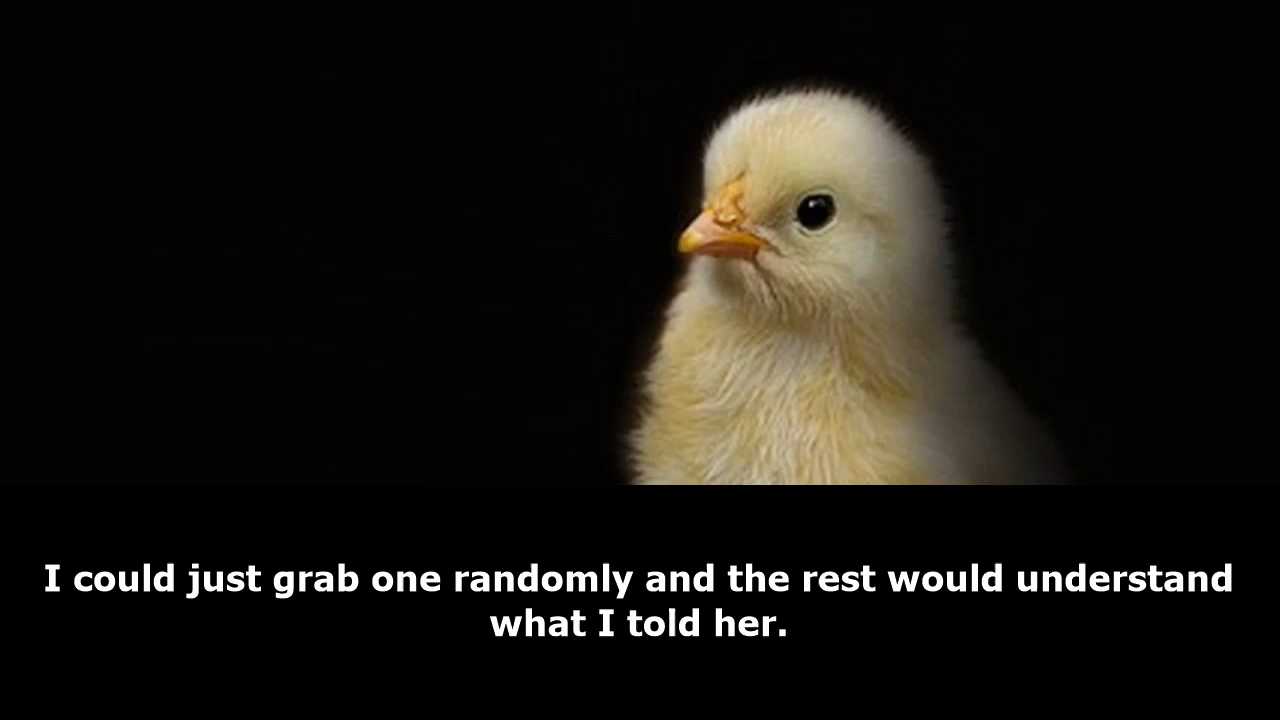 I could just grab one randomly and the rest would understand
what I told her.